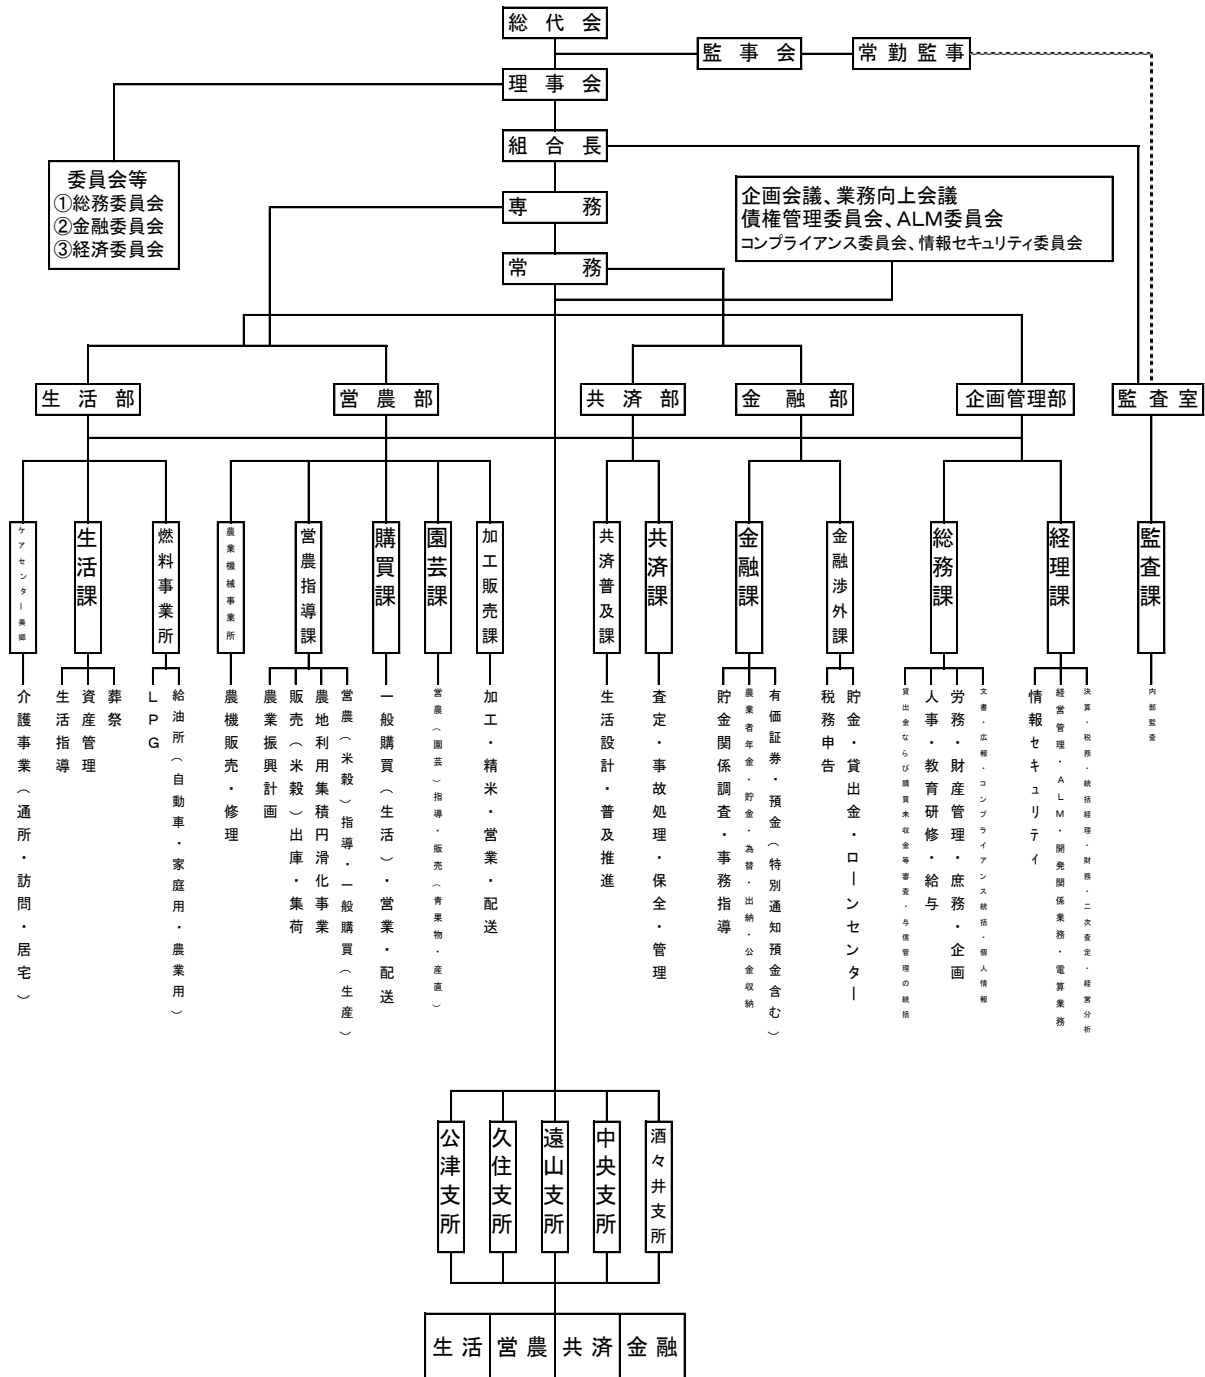 総代会
監事会
常勤監事
理事会
組合長
委員会等
①総務委員会
②金融委員会
③経済委員会
専務
企画会議、業務向上会議
債権管理委員会、ALM委員会
コンプライアンス委員会、情報セキュリティ委員会
常務
生活部
営農部
共済部
金融部
企画管理部
監査室
ケアセンター美郷
生活課
燃料事業所
農業機械事業所
営農指導課
購買課
園芸課
加工販売課
共済普及課
共済課
金融課
金融渉外課
総務課
経理課
監査課
介護事業(通所・訪問・居宅)
生活指導
資産管理
葬祭
LPG
給油所(自動車・家庭用・農業用)
農機販売・修理
農業振興計画
販売(米穀)出庫・集荷
農地利用集積円滑化事業
営農(米穀)指導・一般購買(生産)
一般購買(生活)・営業・配送
営農(園芸)指導・販売(青果物・産直)
加工・精米・営業・配送
生活設計・普及推進
査定・事故処理・保全・管理
貯金関係調査・事務指導
農業者年金・貯金・為替・出納・公金収納
有価証券・預金(特別通知預金含む)
税務申告
貯金・貸出金・ローンセンター
貸出金ならび購買未収金等審査・与信管理の統括
人事・教育研修・給与
労務・財産管理・庶務・企画
文書・広報・コンプライアンス統括・個人情報
情報セキュリティ
経営管理・ALM・開発関係業務・電算業務
決算・税務・統括経理・財務・二次査定・経営分析
内部監査
公津支所
久住支所
遠山支所
中央支所
酒々井支所
生活
営農
共済
金融